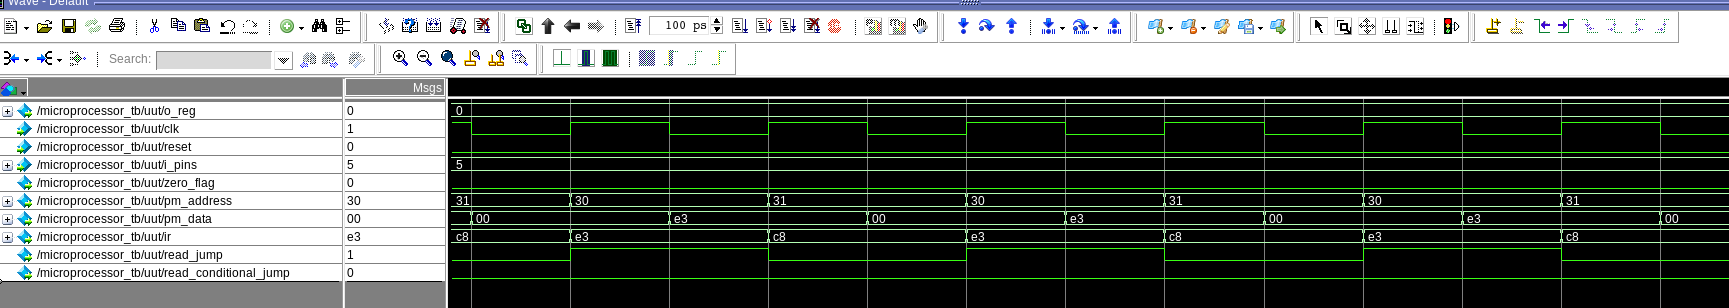 Wave - Default
100 ps
Search:
Msgs
/microprocessor_tb/uut/o_reg 0 0
/microprocessor_tb/uut/clk 1
/microprocessor_tb/uut/reset 0
/microprocessor_tb/uut/i_pins 5 5
/microprocessor_tb/uut/zero_flag 0
/microprocessor_tb/uut/pm_address 30 31 30 31 30 31 30 31
/microprocessor_tb/uut/pm_data 00 00 e3 00 e3 00 e3 00
/microprocessor_tb/uut/ir e3 c8 e3 c8 e3 c8 e3 c8
/microprocessor_tb/uut/read_jump 1
/microprocessor_tb/uut/read_conditional_jump 0